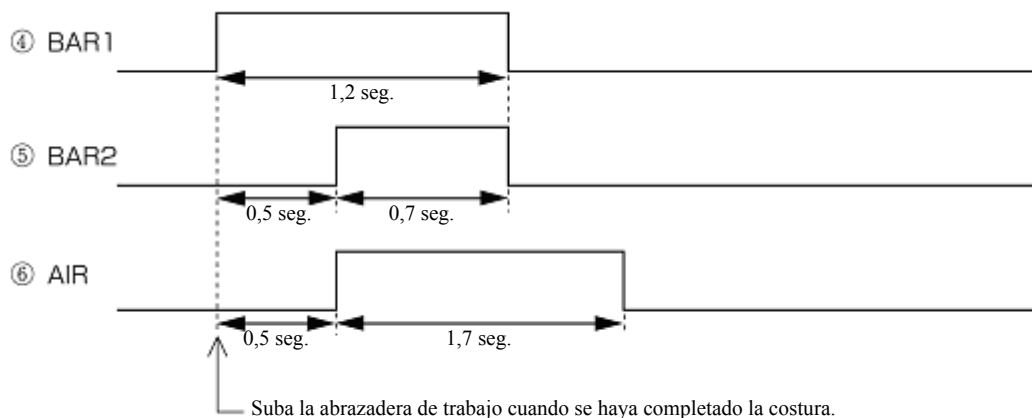 ④ BAR1
1,2 seg.
⑤ BAR2
0,5 seg. 0,7 seg.
⑥ AIR
0,5 seg. 1,7 seg.
Suba la abrazadera de trabajo cuando se haya completado la costura.